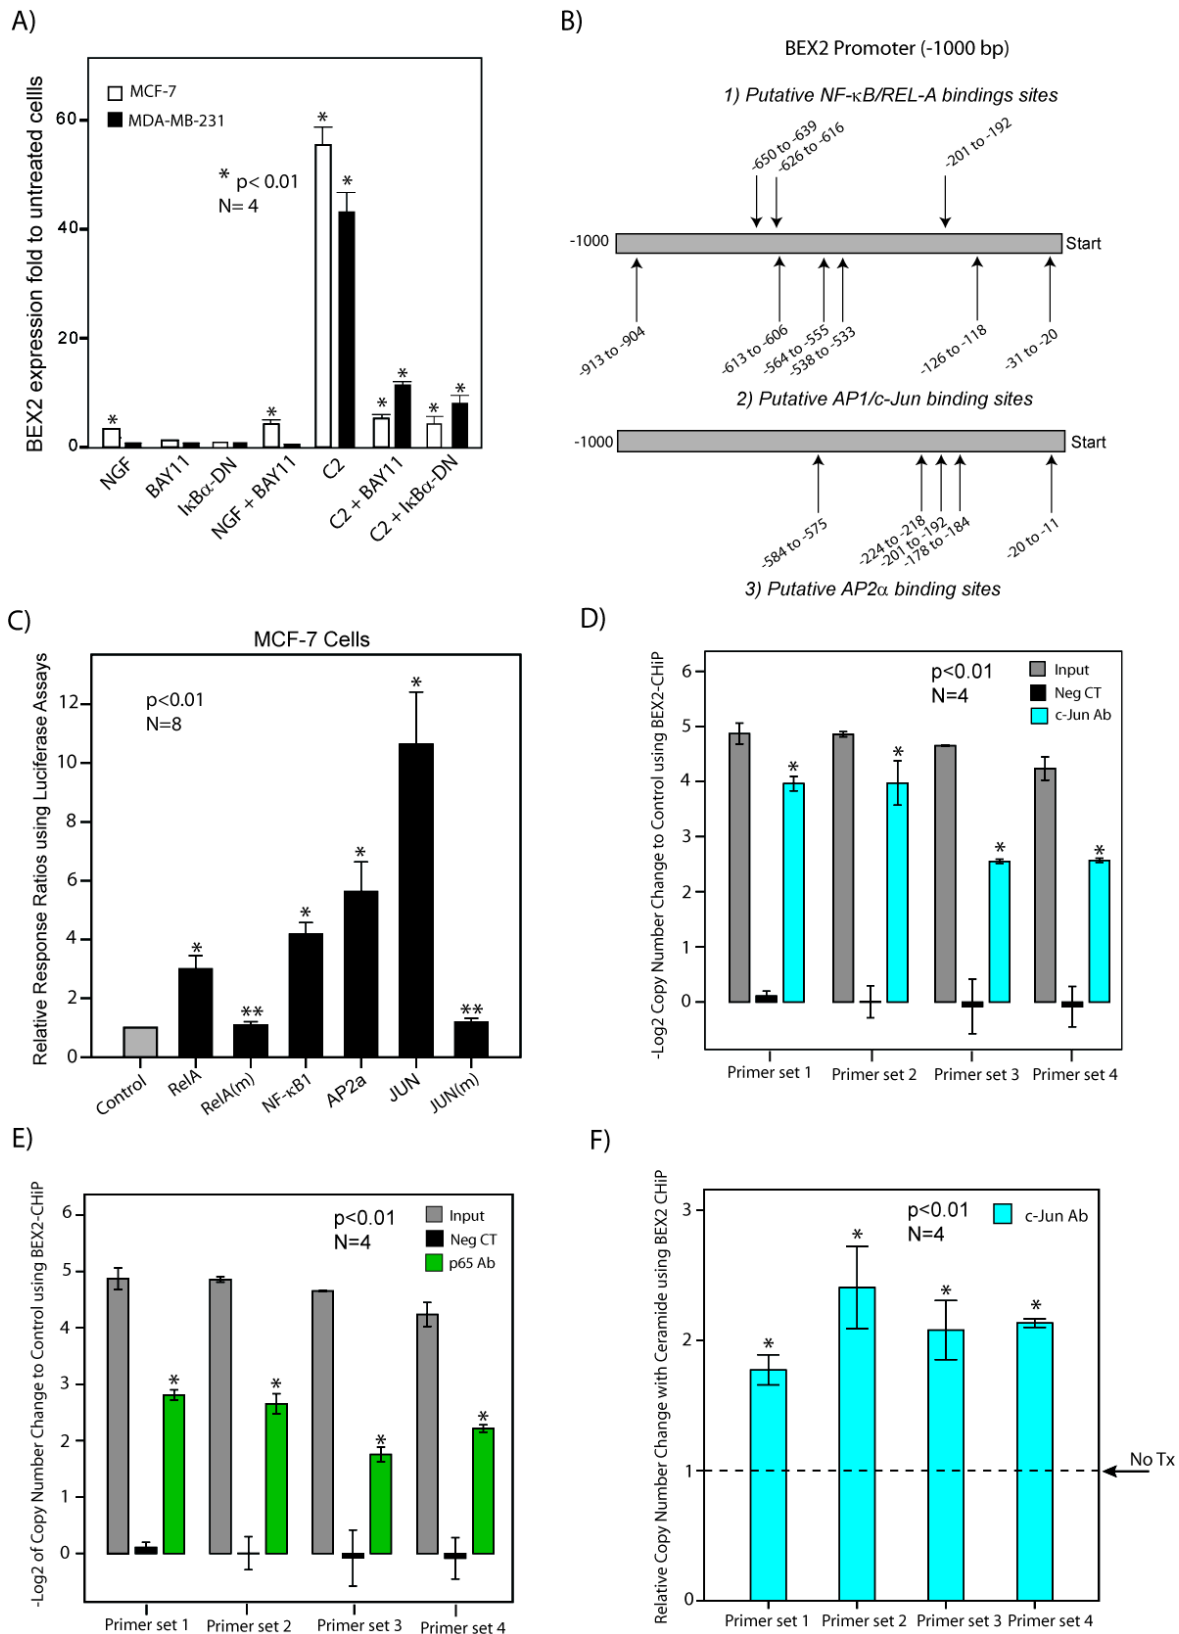 A)
BEX2 expression fold to untreated cellls
60
40
20
0
MCF-7
MDA-MB-231
* p< 0.01
N= 4
* * * * * * * *
NGF
BAY11
IκBα-DN
NGF + BAY11
C2
C2 + BAY11
C2 + IκBα-DN
B)
BEX2 Promoter (-1000 bp)
1) Putative NF-κB/REL-A bindings sites
-650 to -639
-626 to -616
-201 to -192
-1000
Start
-913 to -904
-613 to -606
-564 to -555
-538 to -533
-126 to -118
-31 to -20
2) Putative AP1/c-Jun binding sites
-1000
Start
-584 to -575
-224 to -218
-201 to -192
-178 to -184
-20 to -11
3) Putative AP2α binding sites
C)
MCF-7 Cells
Relative Response Ratios using Luciferase Assays
12
10
8
6
4
2
0
p<0.01
N=8
* ** * * * **
Control
RelA
RelA(m)
NF-κB1
AP2a
JUN
JUN(m)
D)
-Log2 Copy Number Change to Control using BEX2-CHiP
6
5
4
3
2
1
0
p<0.01
N=4
Input
Neg CT
c-Jun Ab
* * * *
Primer set 1
Primer set 2
Primer set 3
Primer set 4
E)
-Log2 of Copy Number Change to Control using BEX2-CHiP
6
5
4
3
2
1
0
p<0.01
N=4
Input
Neg CT
p65 Ab
* * * *
Primer set 1
Primer set 2
Primer set 3
Primer set 4
F)
Relative Copy Number Change with Ceramide using BEX2 CHiP
3
2
1
0
p<0.01
N=4
c-Jun Ab
* * * *
No Tx
Primer set 1
Primer set 2
Primer set 3
Primer set 4